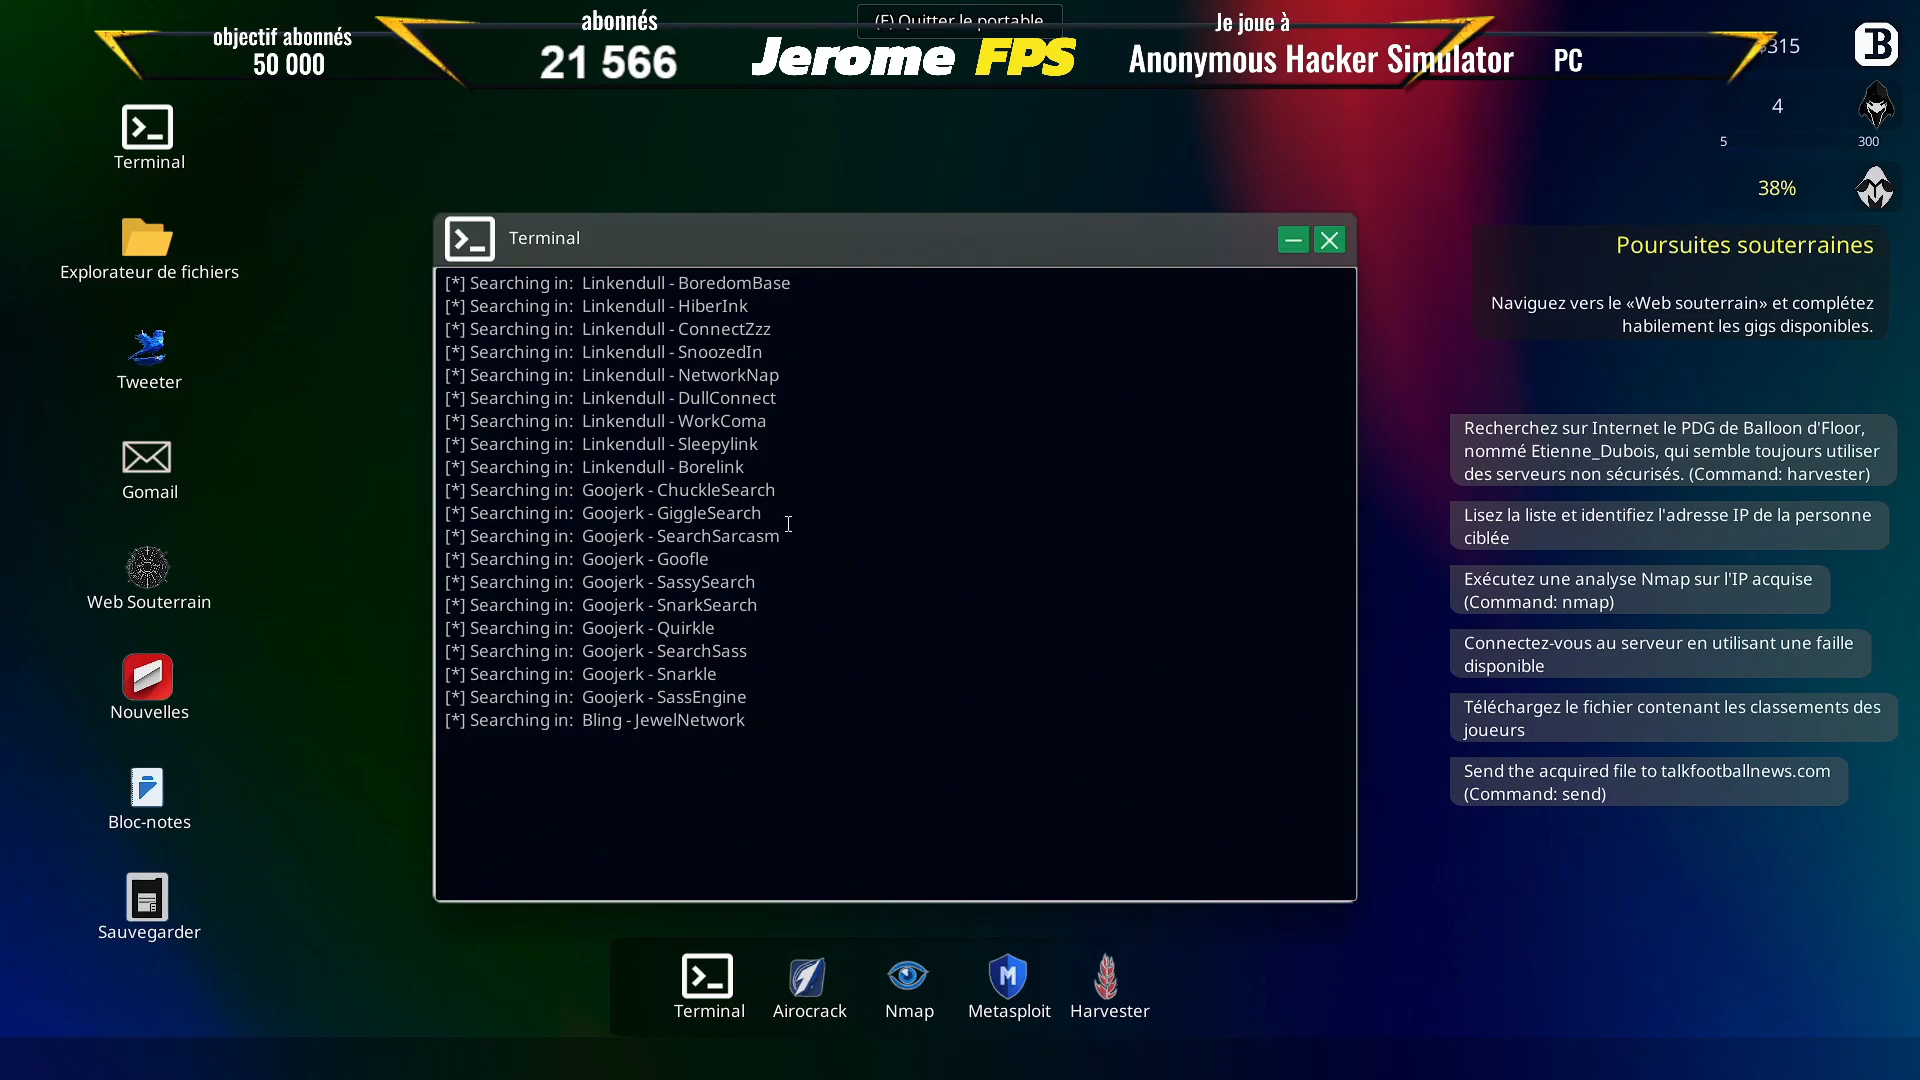 (E) Quitter le portable
objectif abonnés
50 000
abonnés
21 566
Jerome FPS
Je joue à
Anonymous Hacker Simulator
PC
315
B
4
5
300
38%
Terminal
Explorateur de fichiers
Tweeter
Gomail
Web Souterrain
Nouvelles
Bloc-notes
Sauvegarder
Terminal
[*] Searching in: Linkendull - BoredomBase
[*] Searching in: Linkendull - HiberInk
[*] Searching in: Linkendull - ConnectZzz
[*] Searching in: Linkendull - SnoozedIn
[*] Searching in: Linkendull - NetworkNap
[*] Searching in: Linkendull - DullConnect
[*] Searching in: Linkendull - WorkComa
[*] Searching in: Linkendull - Sleepylink
[*] Searching in: Linkendull - Borelink
[*] Searching in: Goojerk - ChuckleSearch
[*] Searching in: Goojerk - GiggleSearch
[*] Searching in: Goojerk - SearchSarcasm
[*] Searching in: Goojerk - Goofle
[*] Searching in: Goojerk - SassySearch
[*] Searching in: Goojerk - SnarkSearch
[*] Searching in: Goojerk - Quirkle
[*] Searching in: Goojerk - SearchSass
[*] Searching in: Goojerk - Snarkle
[*] Searching in: Goojerk - SassEngine
[*] Searching in: Bling - JewelNetwork
Poursuites souterraines
Naviguez vers le «Web souterrain» et complétez
habilement les gigs disponibles.
Recherchez sur Internet le PDG de Balloon d'Floor,
nommé Etienne_Dubois, qui semble toujours utiliser
des serveurs non sécurisés. (Command: harvester)
Lisez la liste et identifiez l'adresse IP de la personne
ciblée
Exécutez une analyse Nmap sur l'IP acquise
(Command: nmap)
Connectez-vous au serveur en utilisant une faille
disponible
Téléchargez le fichier contenant les classements des
joueurs
Send the acquired file to talkfootballnews.com
(Command: send)
Terminal
Airocrack
Nmap
M
Metasploit
Harvester